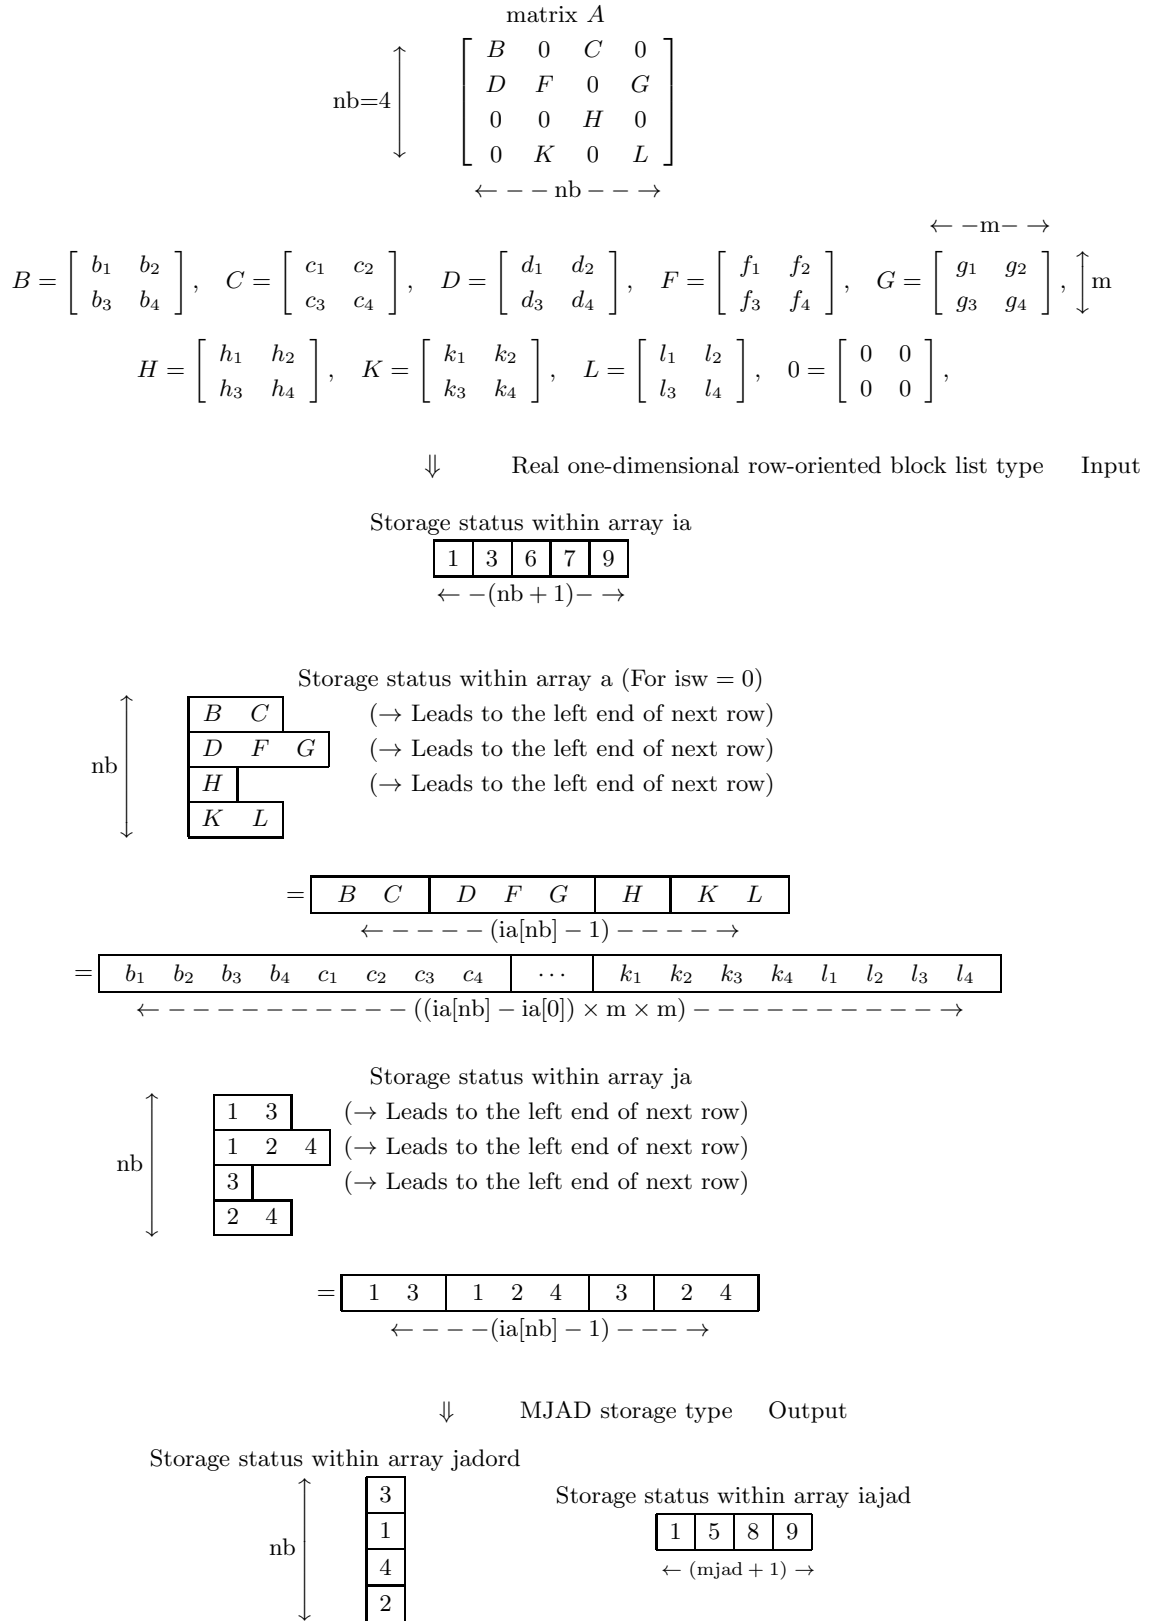 matrix A
B 0 C 0
nb=4 D F 0 G
0 0 H 0
0 K 0 L
← − − nb − − →
← − m − →
B = [ b₁ b₂ ; b₃ b₄ ], C = [ c₁ c₂ ; c₃ c₄ ], D = [ d₁ d₂ ; d₃ d₄ ], F = [ f₁ f₂ ; f₃ f₄ ], G = [ g₁ g₂ ; g₃ g₄ ], ↕ m
H = [ h₁ h₂ ; h₃ h₄ ], K = [ k₁ k₂ ; k₃ k₄ ], L = [ l₁ l₂ ; l₃ l₄ ], 0 = [ 0 0 ; 0 0 ],
⇓ Real one-dimensional row-oriented block list type Input
Storage status within array ia
1 3 6 7 9
← − (nb + 1) − →
Storage status within array a (For isw = 0)
B C (→ Leads to the left end of next row)
D F G (→ Leads to the left end of next row)
nb
H (→ Leads to the left end of next row)
K L
= B C D F G H K L
← − − − − (ia[nb] − 1) − − − − →
= b₁ b₂ b₃ b₄ c₁ c₂ c₃ c₄ ⋯ k₁ k₂ k₃ k₄ l₁ l₂ l₃ l₄
← − − − − − − − − − − ((ia[nb] − ia[0]) × m × m) − − − − − − − − − − →
Storage status within array ja
1 3 (→ Leads to the left end of next row)
1 2 4 (→ Leads to the left end of next row)
nb
3 (→ Leads to the left end of next row)
2 4
= 1 3 1 2 4 3 2 4
← − − − (ia[nb] − 1) − − − →
⇓ MJAD storage type Output
Storage status within array jadord
3
1
nb
4
2
Storage status within array iajad
1 5 8 9
← (mjad + 1) →